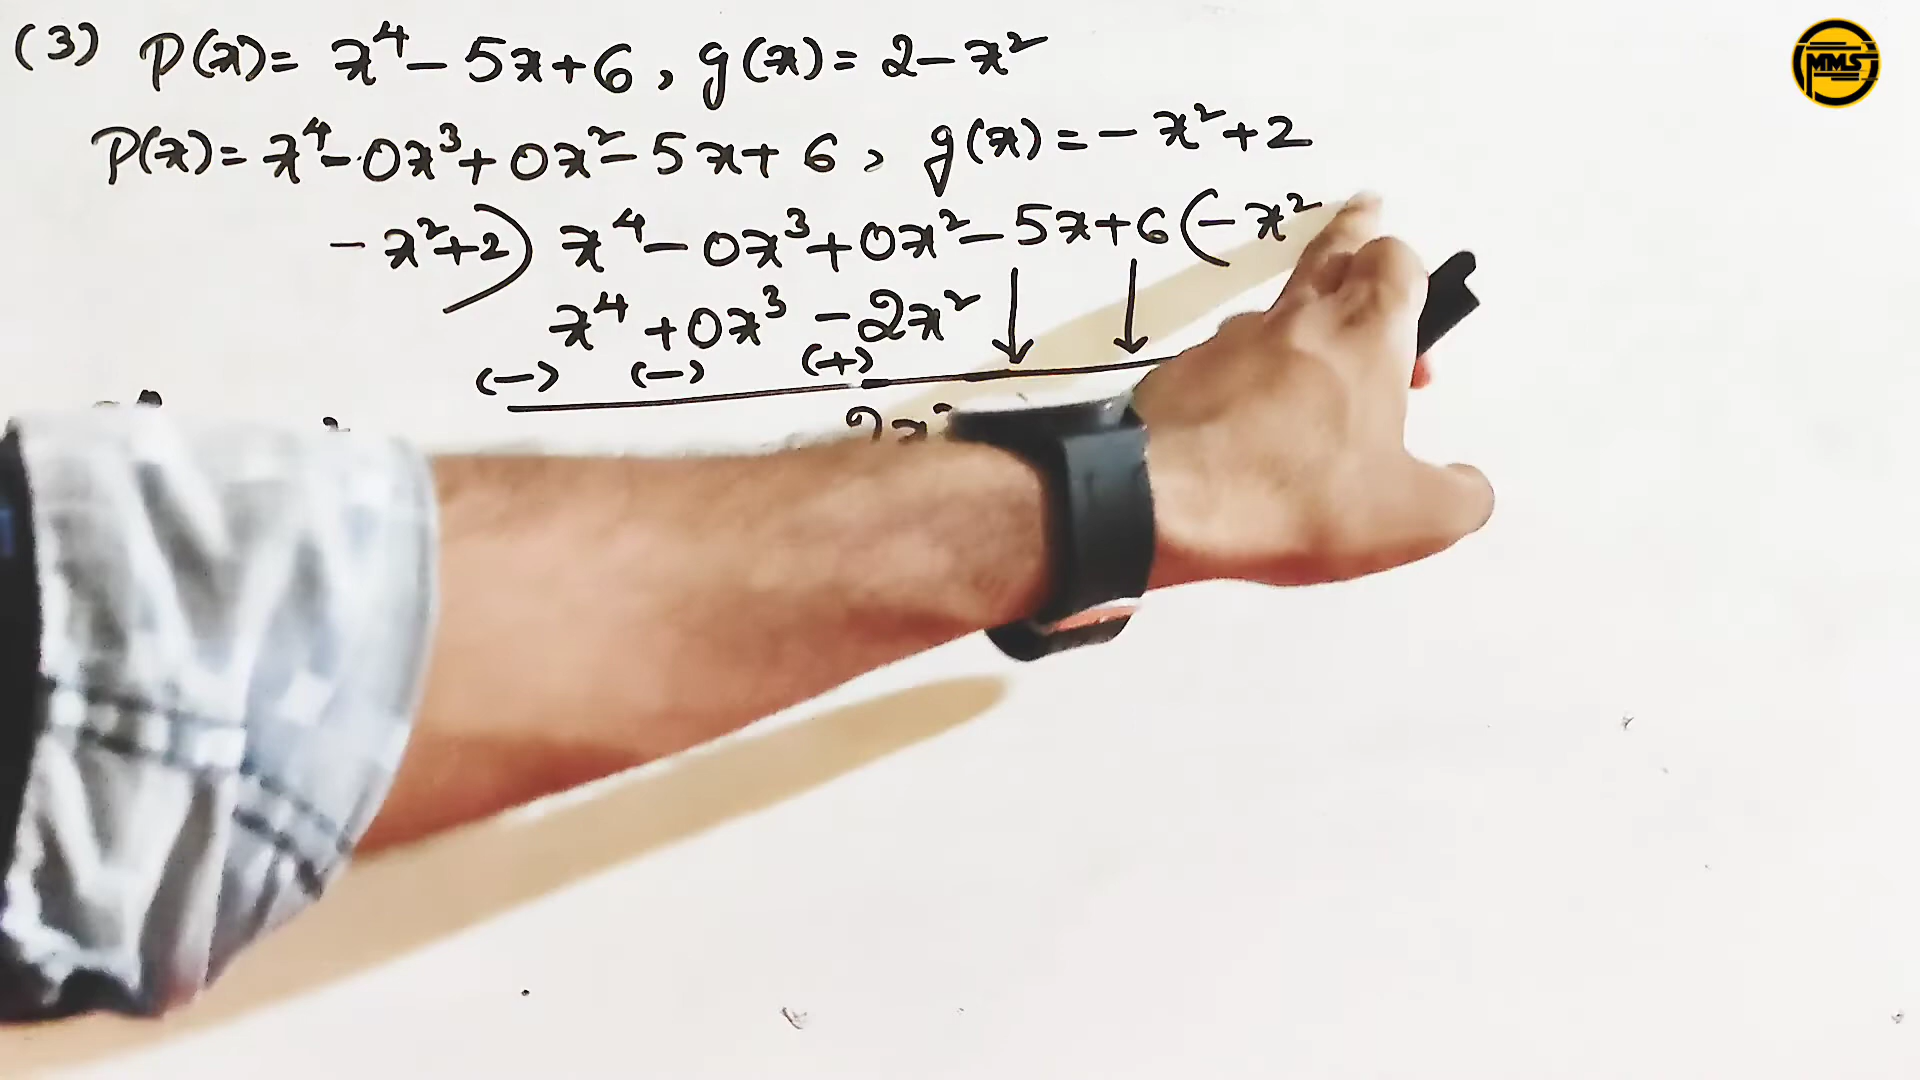 (3) P(x)= x⁴-5x+6, g(x)= 2-x²
P(x)= x⁴-0x³+0x²-5x+6, g(x)=-x²+2
-x²+2) x⁴-0x³+0x²-5x+6(-x²
x⁴+0x³-2x²
(-) (-) (+)
2x²
MMS